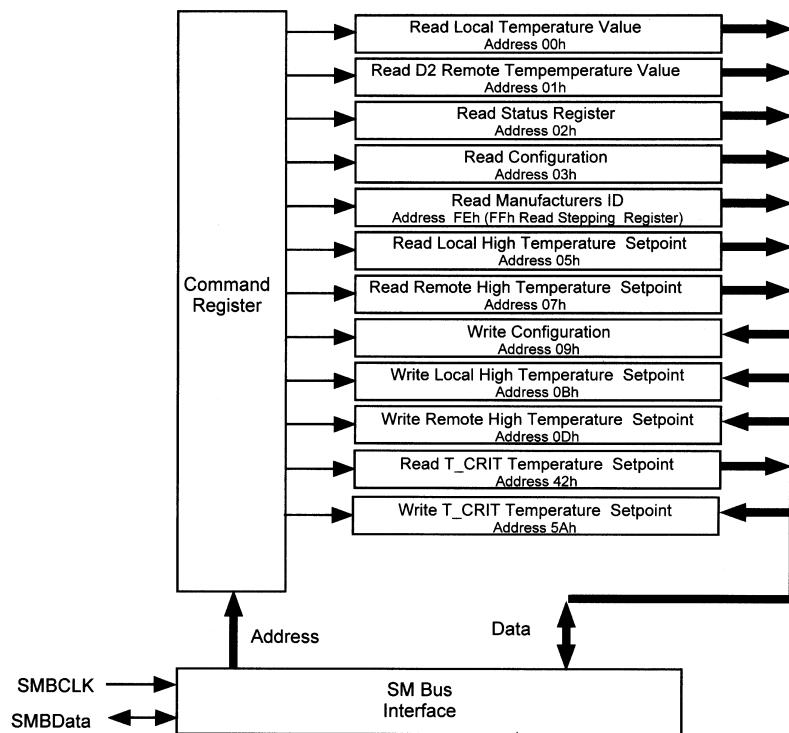 Read Local Temperature Value
Address 00h
Read D2 Remote Tempemperature Value
Address 01h
Read Status Register
Address 02h
Read Configuration
Address 03h
Read Manufacturers ID
Address FEh (FFh Read Stepping Register)
Read Local High Temperature Setpoint
Address 05h
Command
Register
Read Remote High Temperature Setpoint
Address 07h
Write Configuration
Address 09h
Write Local High Temperature Setpoint
Address 0Bh
Write Remote High Temperature Setpoint
Address 0Dh
Read T_CRIT Temperature Setpoint
Address 42h
Write T_CRIT Temperature Setpoint
Address 5Ah
Address
Data
SMBCLK
SMBData
SM Bus
Interface